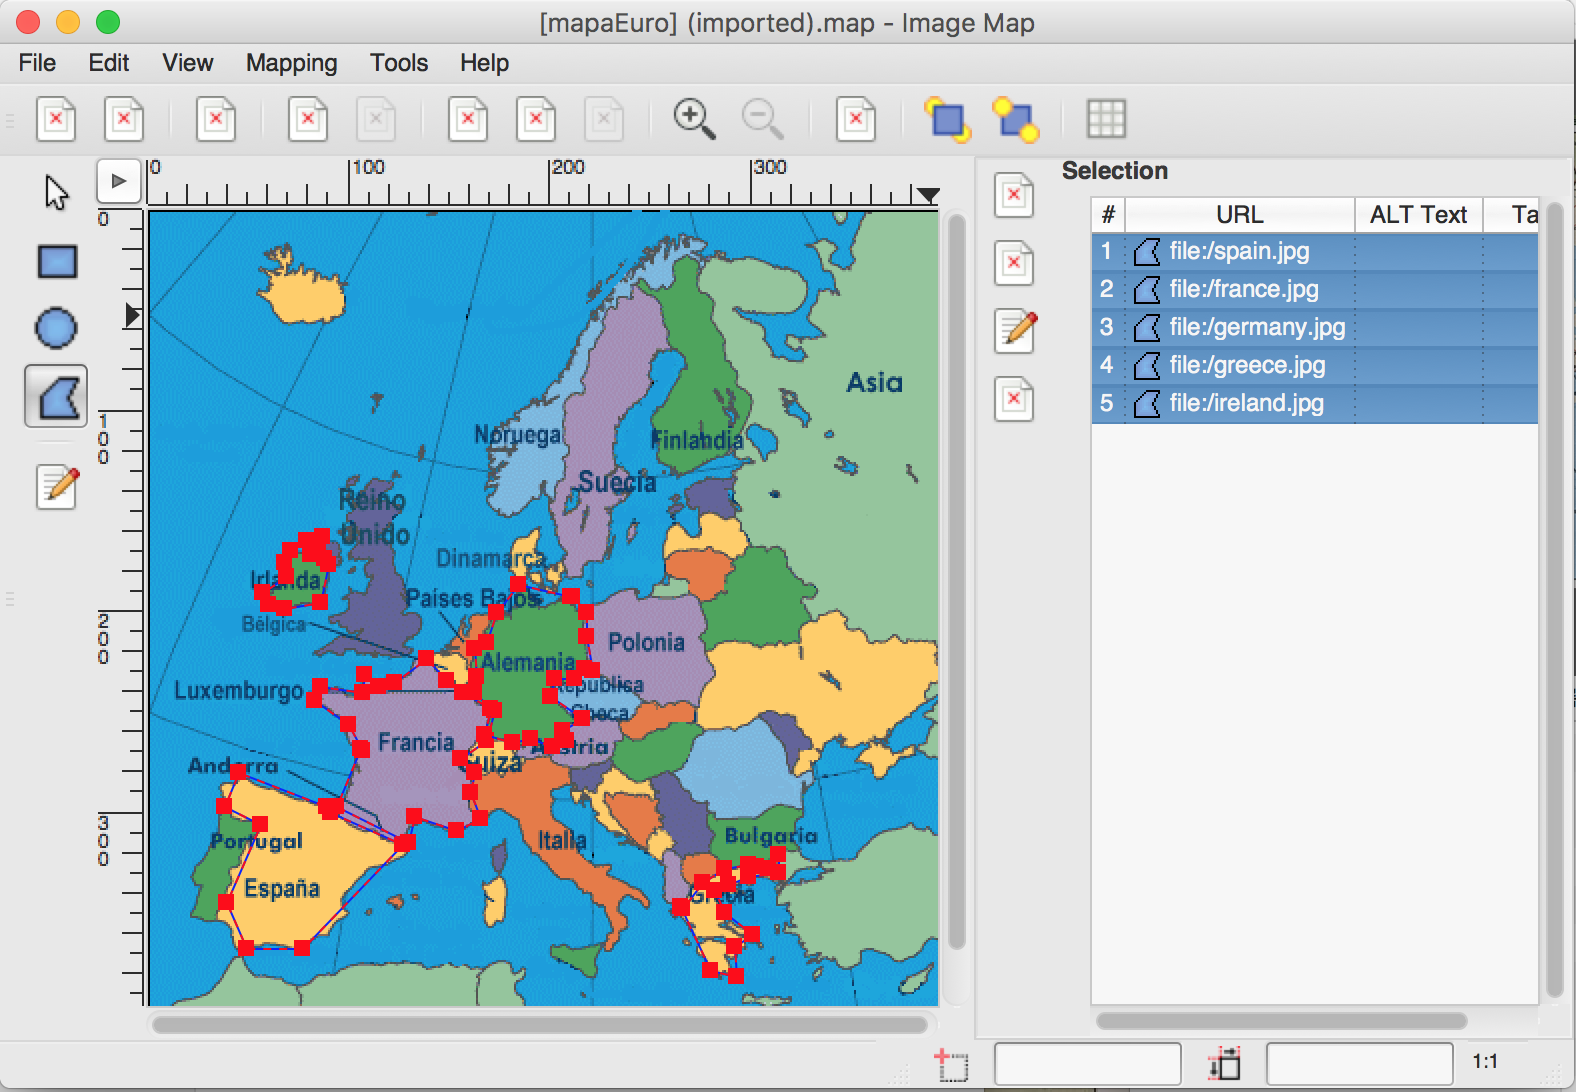 [mapaEuro] (imported).map – Image Map
File Edit View Mapping Tools Help
0 100 200 300
Selection
# URL ALT Text Ta
1 file:/spain.jpg
2 file:/france.jpg
3 file:/germany.jpg
4 file:/greece.jpg
5 file:/ireland.jpg
0
100
200
300
Asia
Noruega
Finlandia
Suecia
Reino
Unido
Dinamarca
Irlanda
Países Bajos
Bélgica
Polonia
Alemania
República
Checa
Luxemburgo
Francia
Austria
Suiza
Andorra
Portugal
Italia
Bulgaria
España
Grecia
1:1